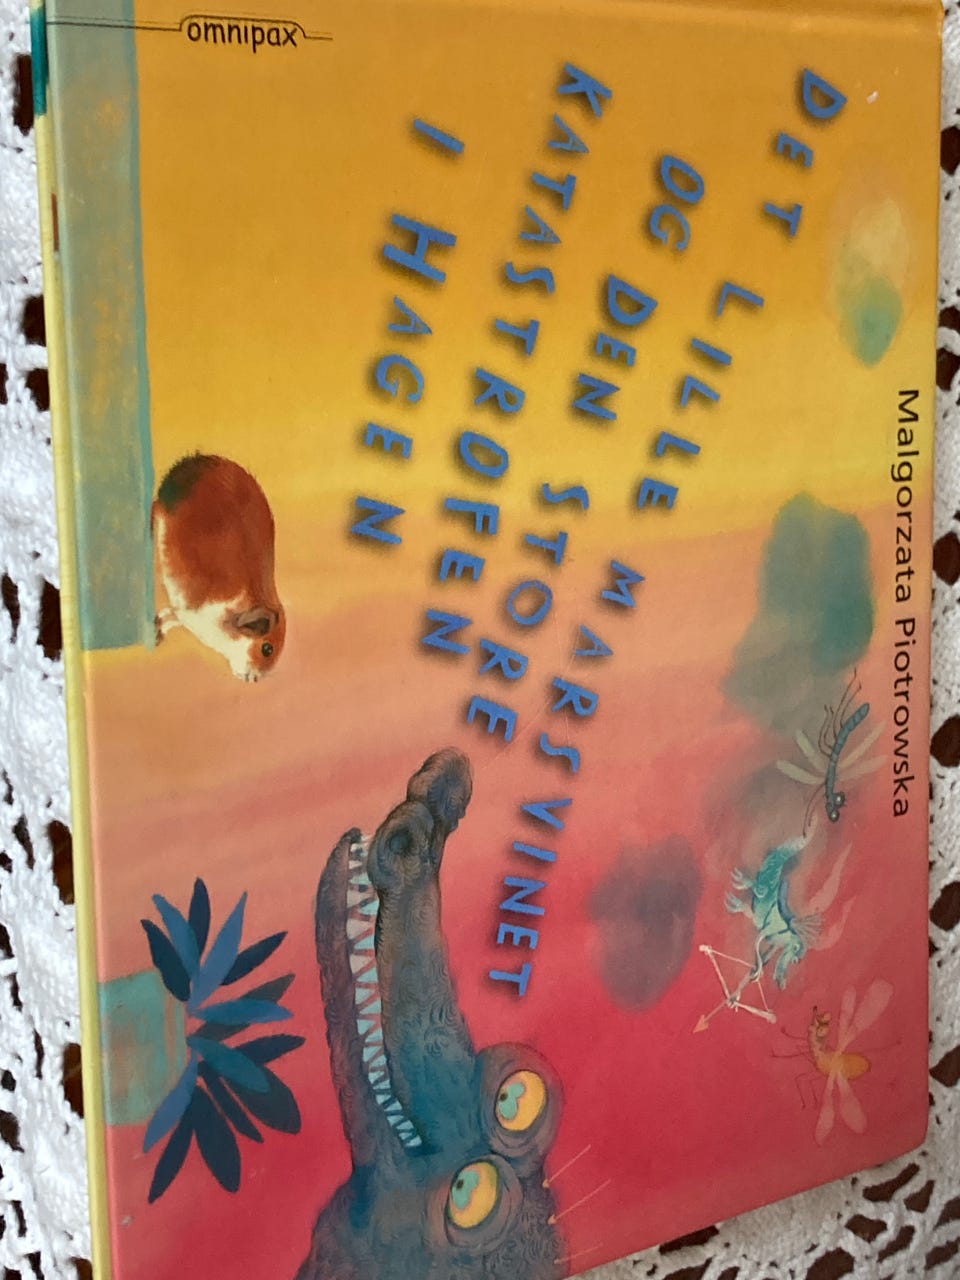 Malgorzata Piotrowska
DET LILLE MARSVINET
OG DEN STORE
KATASTROFEN
I HAGEN
omnipax